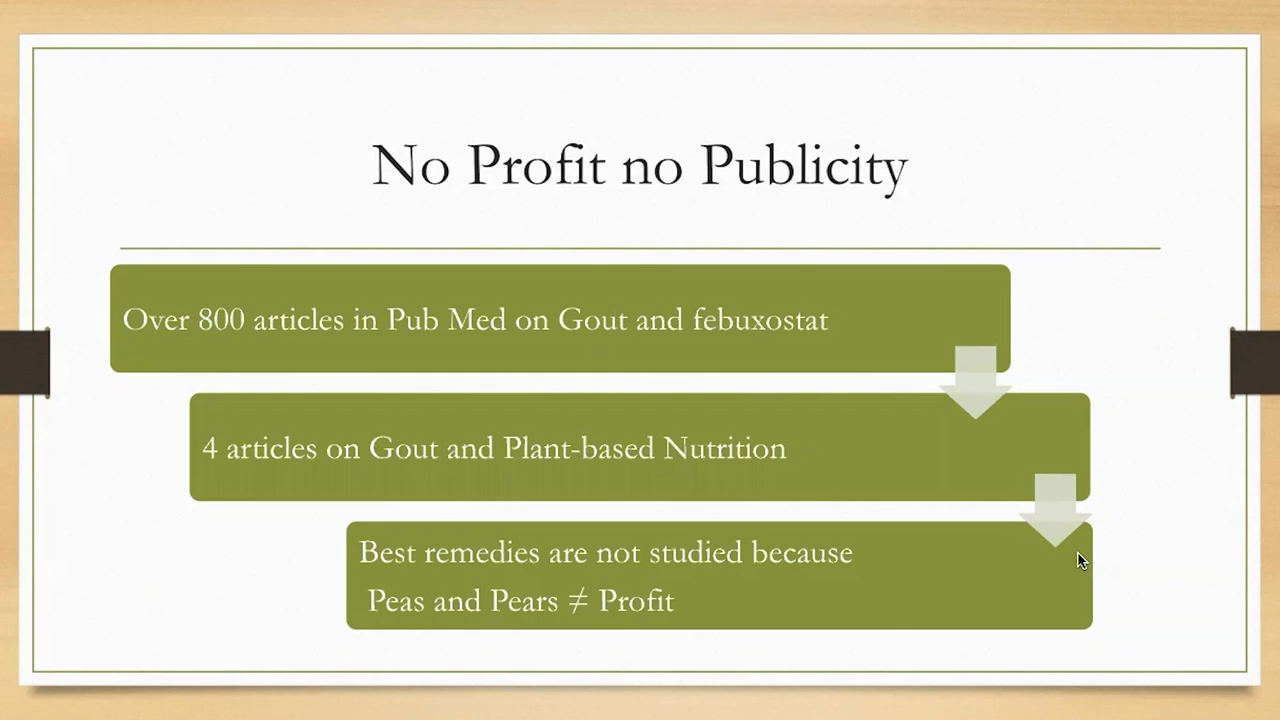 No Profit no Publicity
Over 800 articles in Pub Med on Gout and febuxostat
4 articles on Gout and Plant-based Nutrition
Best remedies are not studied because
Peas and Pears ≠ Profit